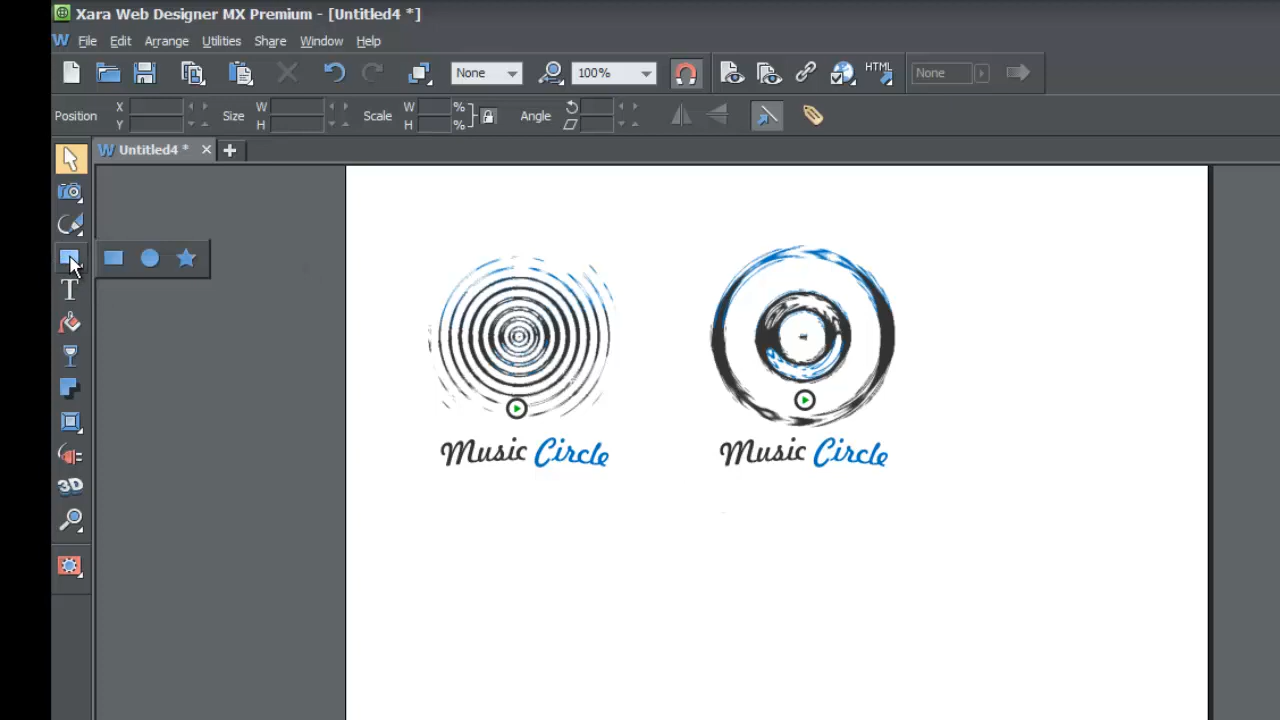 Xara Web Designer MX Premium - [Untitled4 *]
File Edit Arrange Utilities Share Window Help
None 100% HTML None
Position X Y Size W H Scale W % H % Angle
Untitled4 *
T
3D
Music Circle Music Circle